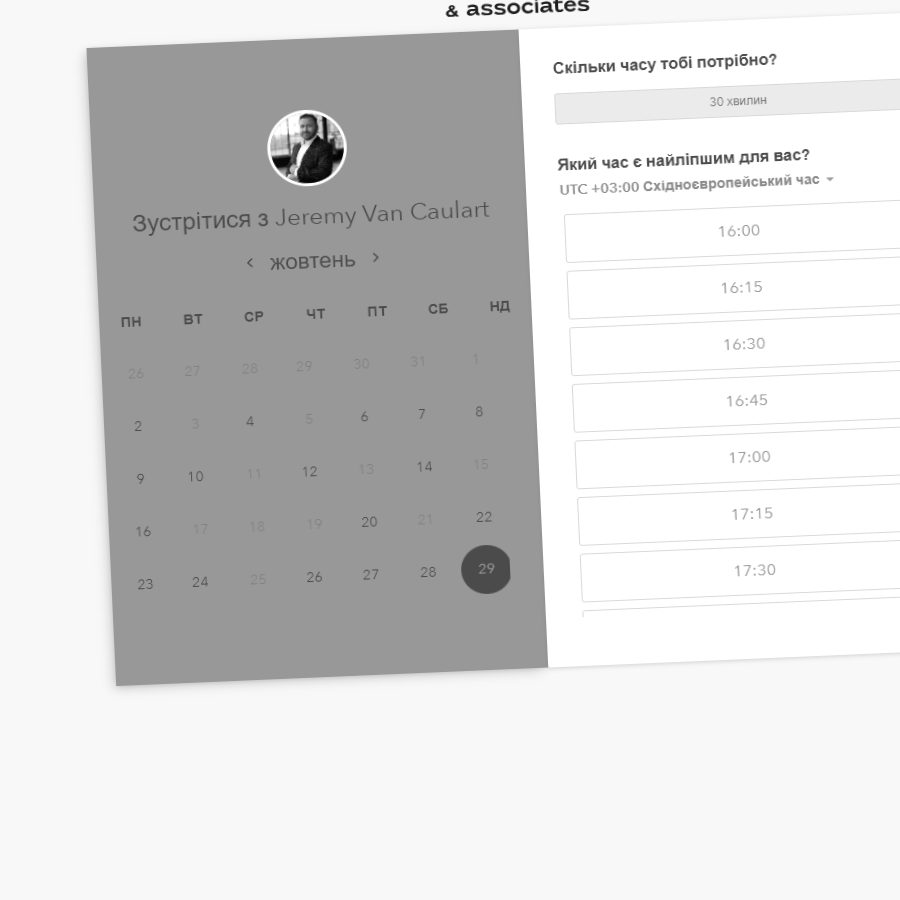 & associates
Зустрітися з Jeremy Van Caulart
‹ жовтень ›
ПН ВТ СР ЧТ ПТ СБ НД
26 27 28 29 30 31 1
2 3 4 5 6 7 8
9 10 11 12 13 14 15
16 17 18 19 20 21 22
23 24 25 26 27 28 29
Скільки часу тобі потрібно?
30 хвилин
Який час є найліпшим для вас?
UTC +03:00 Східноєвропейський час
16:00
16:15
16:30
16:45
17:00
17:15
17:30